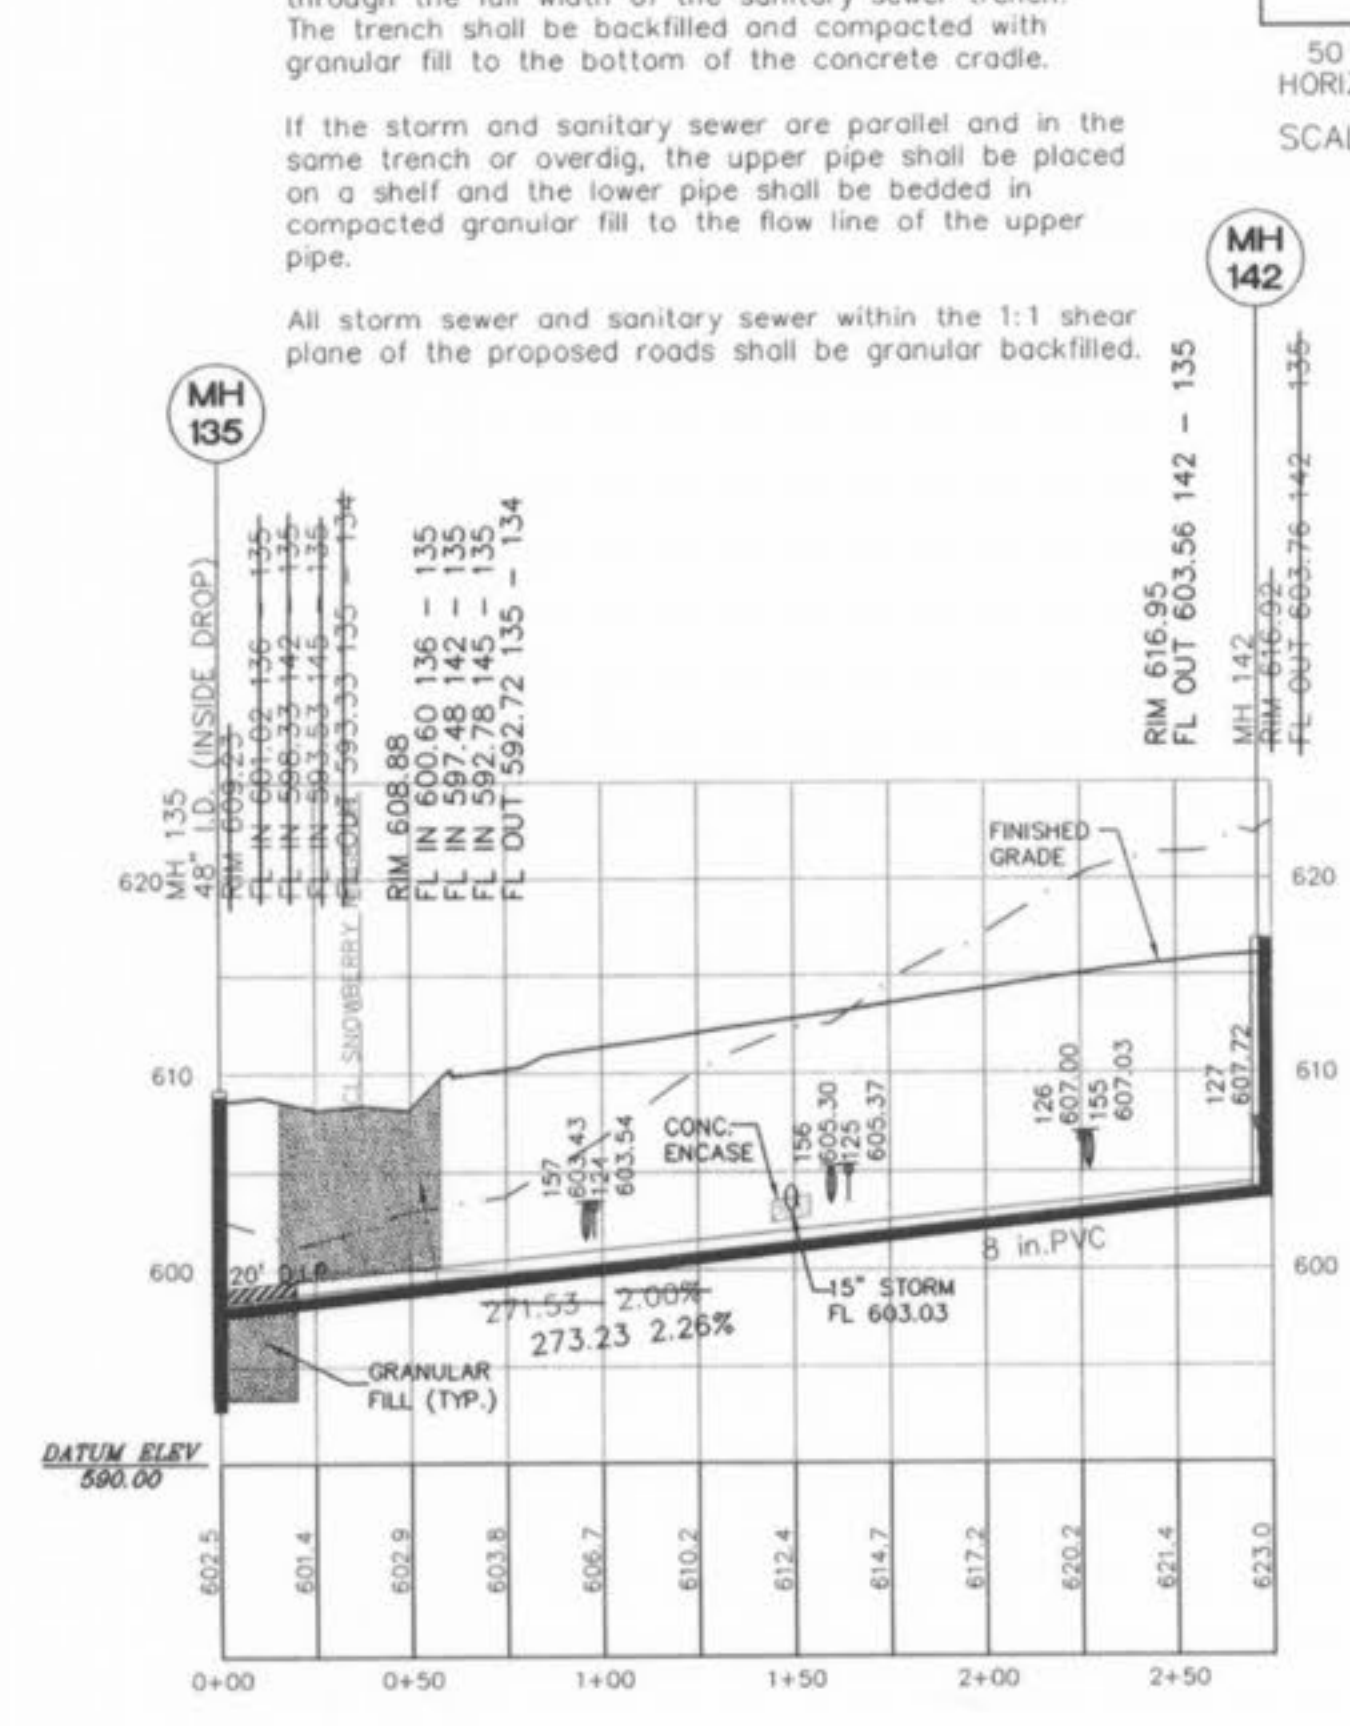 The trench shall be backfilled and compacted with
granular fill to the bottom of the concrete cradle.
If the storm and sanitary sewer are parallel and in the
same trench or overdig, the upper pipe shall be placed
on a shelf and the lower pipe shall be bedded in
compacted granular fill to the flow line of the upper
pipe.
All storm sewer and sanitary sewer within the 1:1 shear
plane of the proposed roads shall be granular backfilled.
50
HORIZ
SCAL
MH
142
MH
135
MH 135
48" I.D. (INSIDE DROP)
RIM 609.23
FL IN 601.02 136 - 135
FL IN 598.33 142 - 135
FL IN 593.53 145 - 135
FL OUT 593.33 135 - 134
RIM 608.88
FL IN 600.60 136 - 135
FL IN 597.48 142 - 135
FL IN 592.78 145 - 135
FL OUT 592.72 135 - 134
RIM 616.95
FL OUT 603.56 142 - 135
MH 142
RIM 616.92
FL OUT 603.76 142 - 135
CL SNOWBERRY
FINISHED
GRADE
620
620
610
610
600
600
157
603.43
124
603.54
CONC.
ENCASE
156
605.30
125
605.37
126
607.00
155
607.03
127
607.72
20' D.I.P.
8 in.PVC
271.53 2.00%
273.23 2.26%
15" STORM
FL 603.03
GRANULAR
FILL (TYP.)
DATUM ELEV
590.00
602.5
601.4
602.9
603.8
606.7
610.2
612.4
614.7
617.2
620.2
621.4
623.0
0+00
0+50
1+00
1+50
2+00
2+50